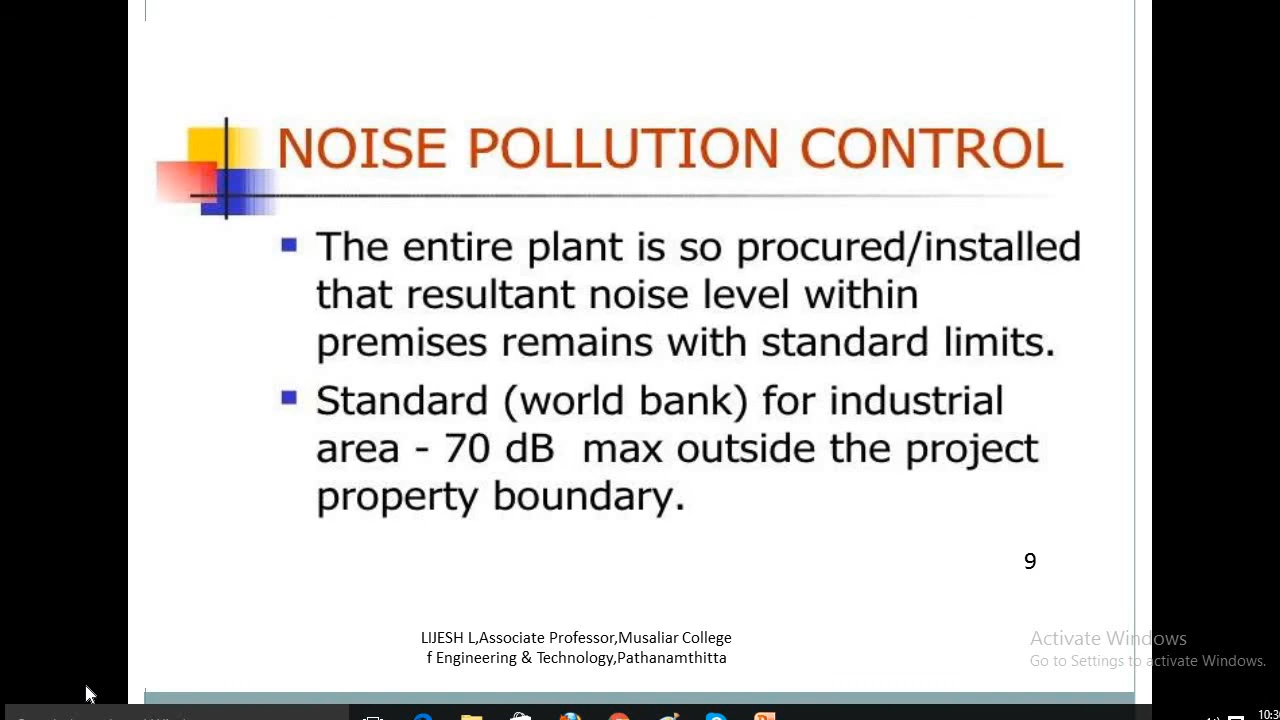 NOISE POLLUTION CONTROL
The entire plant is so procured/installed
that resultant noise level within
premises remains with standard limits.
Standard (world bank) for industrial
area - 70 dB max outside the project
property boundary.
9
LIJESH L,Associate Professor,Musaliar College
f Engineering & Technology,Pathanamthitta
Activate Windows
Go to Settings to activate Windows.